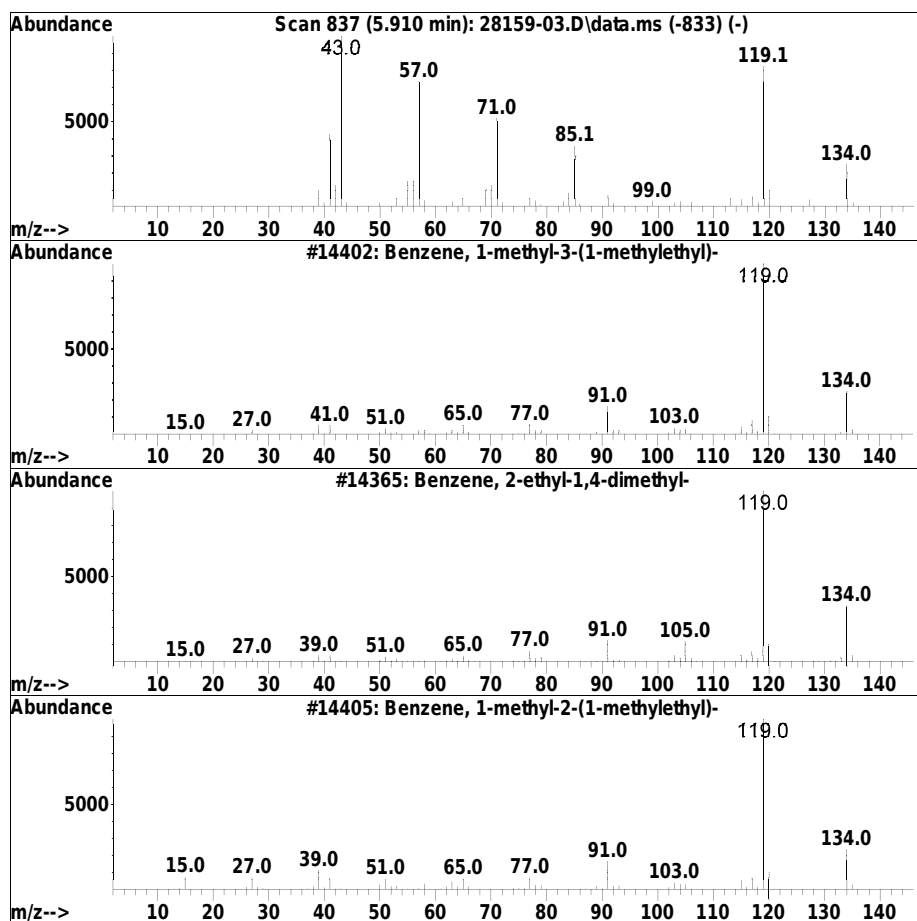 Abundance Scan 837 (5.910 min): 28159-03.D\data.ms (-833) (-)
43.0 119.1
57.0
71.0
5000
85.1
134.0
99.0
10 20 30 40 50 60 70 80 90 100 110 120 130 140
m/z-->
Abundance #14402: Benzene, 1-methyl-3-(1-methylethyl)-
119.0
5000
134.0
91.0
15.0 27.0 41.0 51.0 65.0 77.0 103.0
10 20 30 40 50 60 70 80 90 100 110 120 130 140
m/z-->
Abundance #14365: Benzene, 2-ethyl-1,4-dimethyl-
119.0
5000
134.0
15.0 27.0 39.0 51.0 65.0 77.0 91.0 105.0
10 20 30 40 50 60 70 80 90 100 110 120 130 140
m/z-->
Abundance #14405: Benzene, 1-methyl-2-(1-methylethyl)-
119.0
5000
134.0
91.0
15.0 27.0 39.0 51.0 65.0 77.0 103.0
10 20 30 40 50 60 70 80 90 100 110 120 130 140
m/z-->